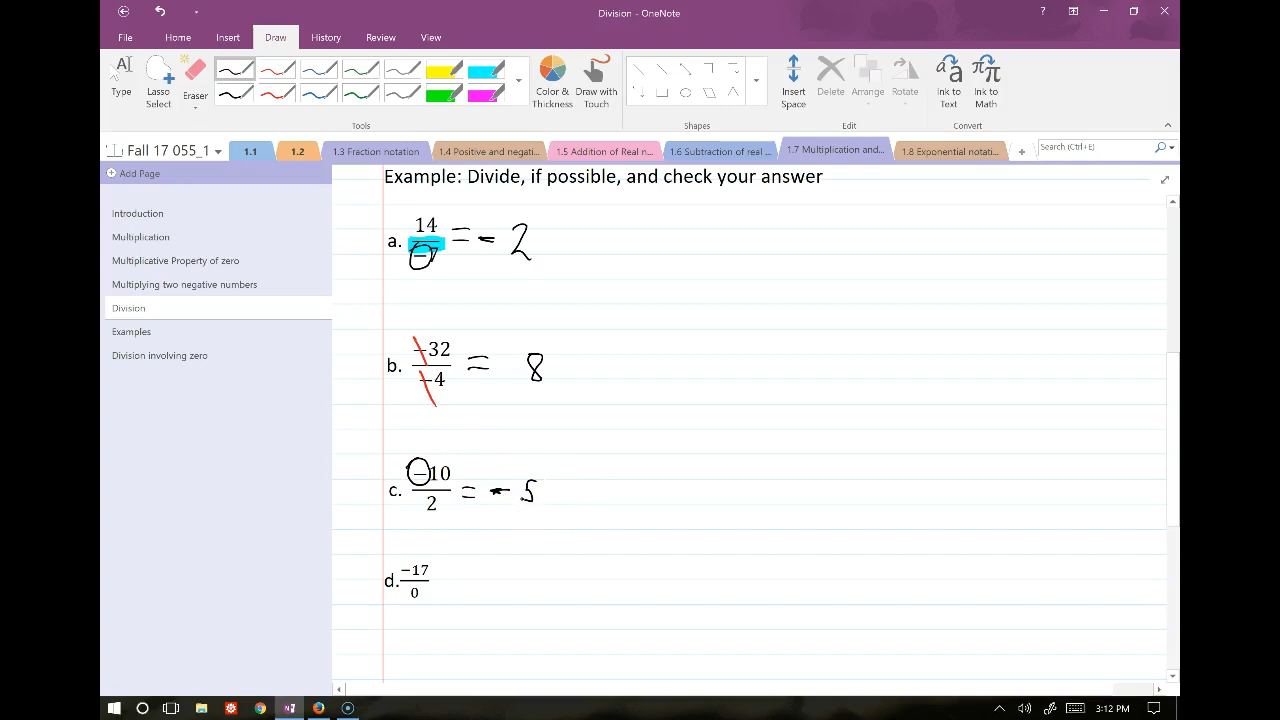 Division - OneNote
?
File Home Insert Draw History Review View
Type
Lasso Select
Eraser
Color & Thickness
Draw with Touch
Insert Space
Delete
Arrange
Rotate
Ink to Text
Ink to Math
Tools Shapes Edit Convert
Fall 17 055_1 1.1 1.2 1.3 Fraction notation 1.4 Positive and negati... 1.5 Addition of Real n... 1.6 Subtraction of real ... 1.7 Multiplication and... 1.8 Exponential notati... + Search (Ctrl+E)
Add Page
Introduction
Multiplication
Multiplicative Property of zero
Multiplying two negative numbers
Division
Examples
Division involving zero
Example: Divide, if possible, and check your answer
a. 14/−7 = - 2
b. −32/−4 = 8
c. −10/2 = - 5
d. −17/0
3:12 PM